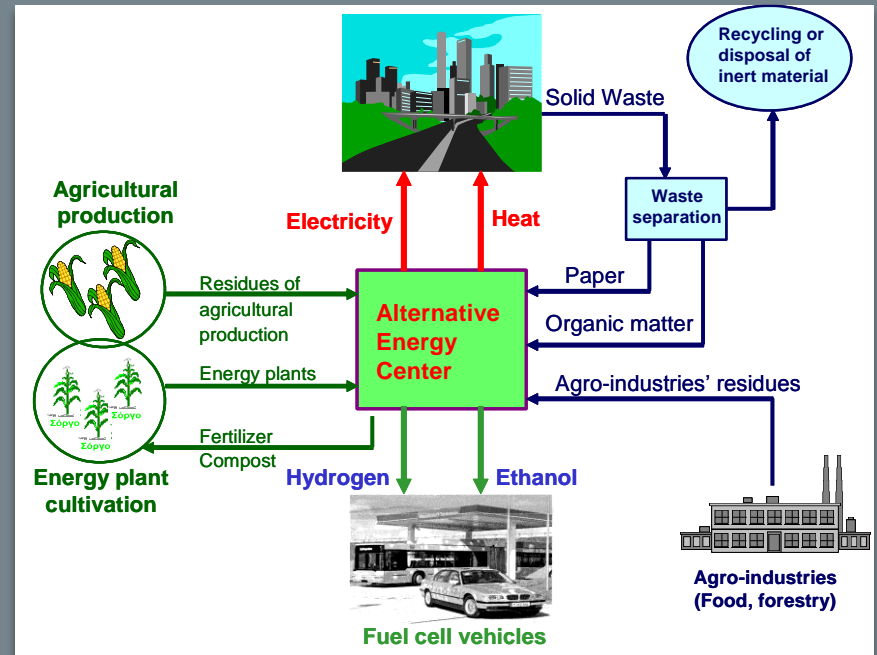 Recycling or
disposal of
inert material
Solid Waste
Waste
separation
Agricultural
production
Electricity
Heat
Residues of
agricultural
production
Paper
Alternative
Energy
Center
Organic matter
Energy plants
Agro-industries’ residues
Σόργο
Σόργο
Σόργο
Fertilizer
Compost
Energy plant
cultivation
Hydrogen
Ethanol
Agro-industries
(Food, forestry)
Fuel cell vehicles